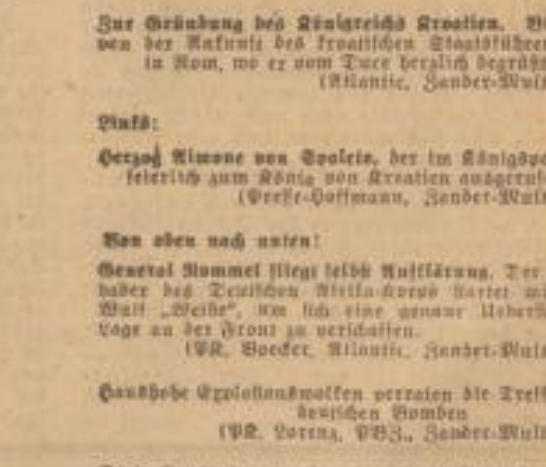 Zur Gründung des Königreichs Kroatien.
von der Ankunft des kroatischen Staatsführer
in Rom, wo er vom Duce herzlich begrüßt
(Atlantic, Zander-Mult
Links:
Herzog Aimone von Spoleto, der im Königspa
feierlich zum König von Kroatien ausgeruf
(Presse-Hoffmann, Zander-Mult
Von oben nach unten:
General Rommel fliegt selbst Aufklärung. Der
haber des Deutschen Afrika-Korps startet mi
Wulf „Weihe“, um sich eine genaue Uebers
Lage an der Front zu verschaffen.
(PK. Boecker, Atlantic, Zander-Mult
Haushohe Explosionswolken verraten die Treff
deutschen Bomben
(PK. Lorenz, PBZ., Zander-Mult